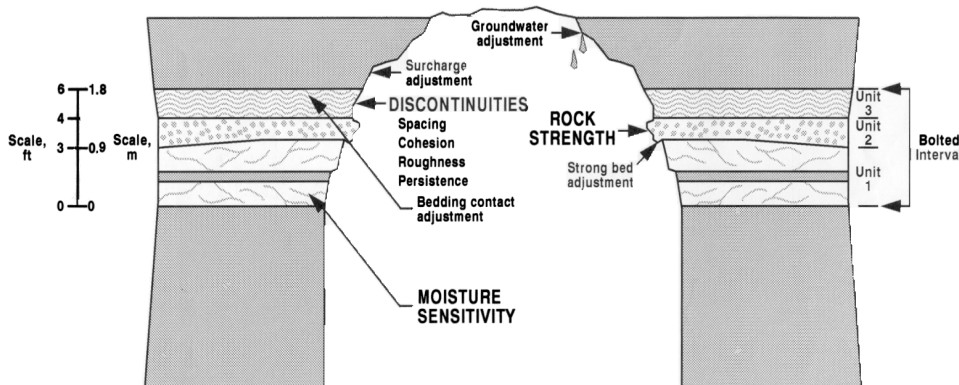 Groundwater
adjustment
Surcharge
adjustment
DISCONTINUITIES
Spacing
Cohesion
Roughness
Persistence
Bedding contact
adjustment
MOISTURE
SENSITIVITY
ROCK
STRENGTH
Strong bed
adjustment
Scale,
ft
6
4
3
0
Scale,
m
1.8
0.9
0
Unit
3
Unit
2
Unit
1
Bolted
Interval